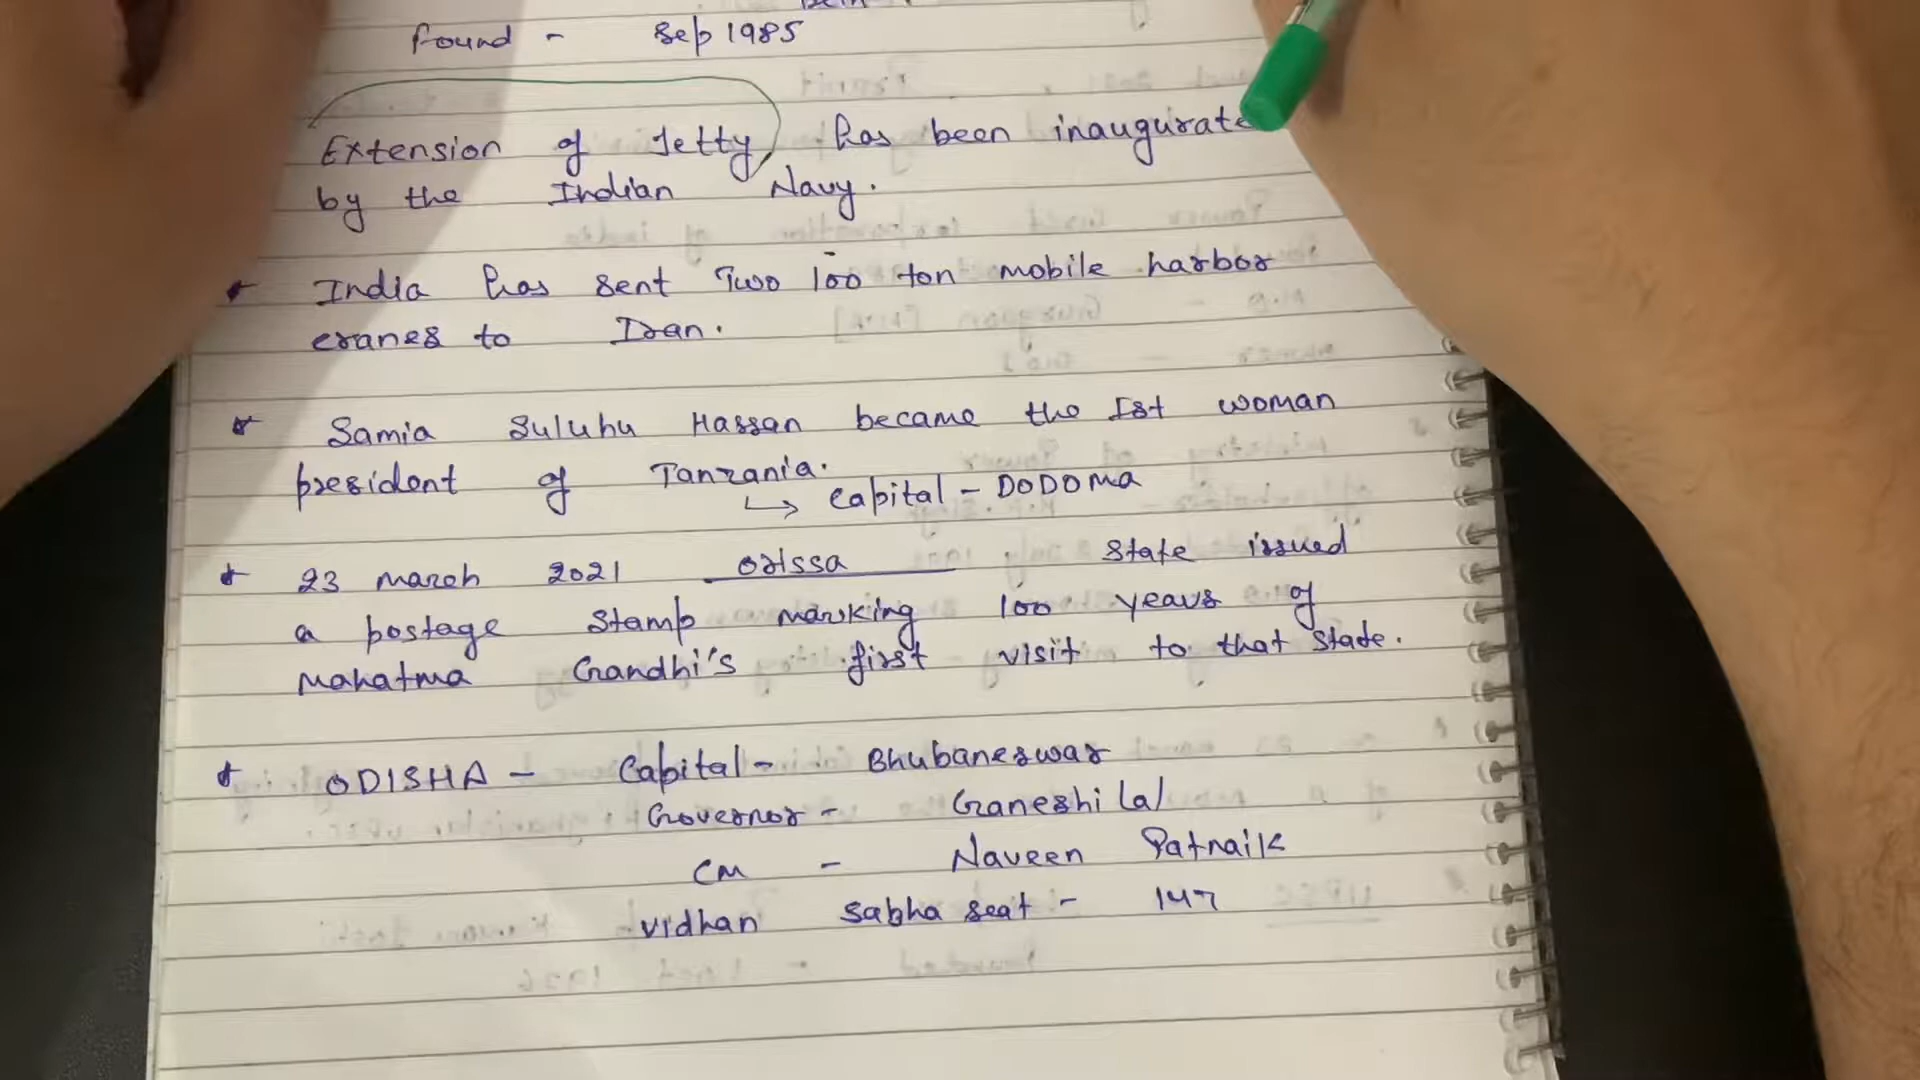 found - Sep 1985
Extension of Jetty has been inaugurate
by the Indian Navy.
India has sent Two 100 ton mobile harbor
cranes to Iran.
Samia Suluhu Hassan became the Ist woman
president of Tanzania.
↳ Capital - DODOMA
23 march 2021 Orissa state issued
a postage stamp marking 100 years of
Mahatma Gandhi's first visit to that state.
ODISHA - Capital - Bhubaneswar
Governor - Ganeshi Lal
CM - Naveen Patnaik
vidhan sabha seat - 147